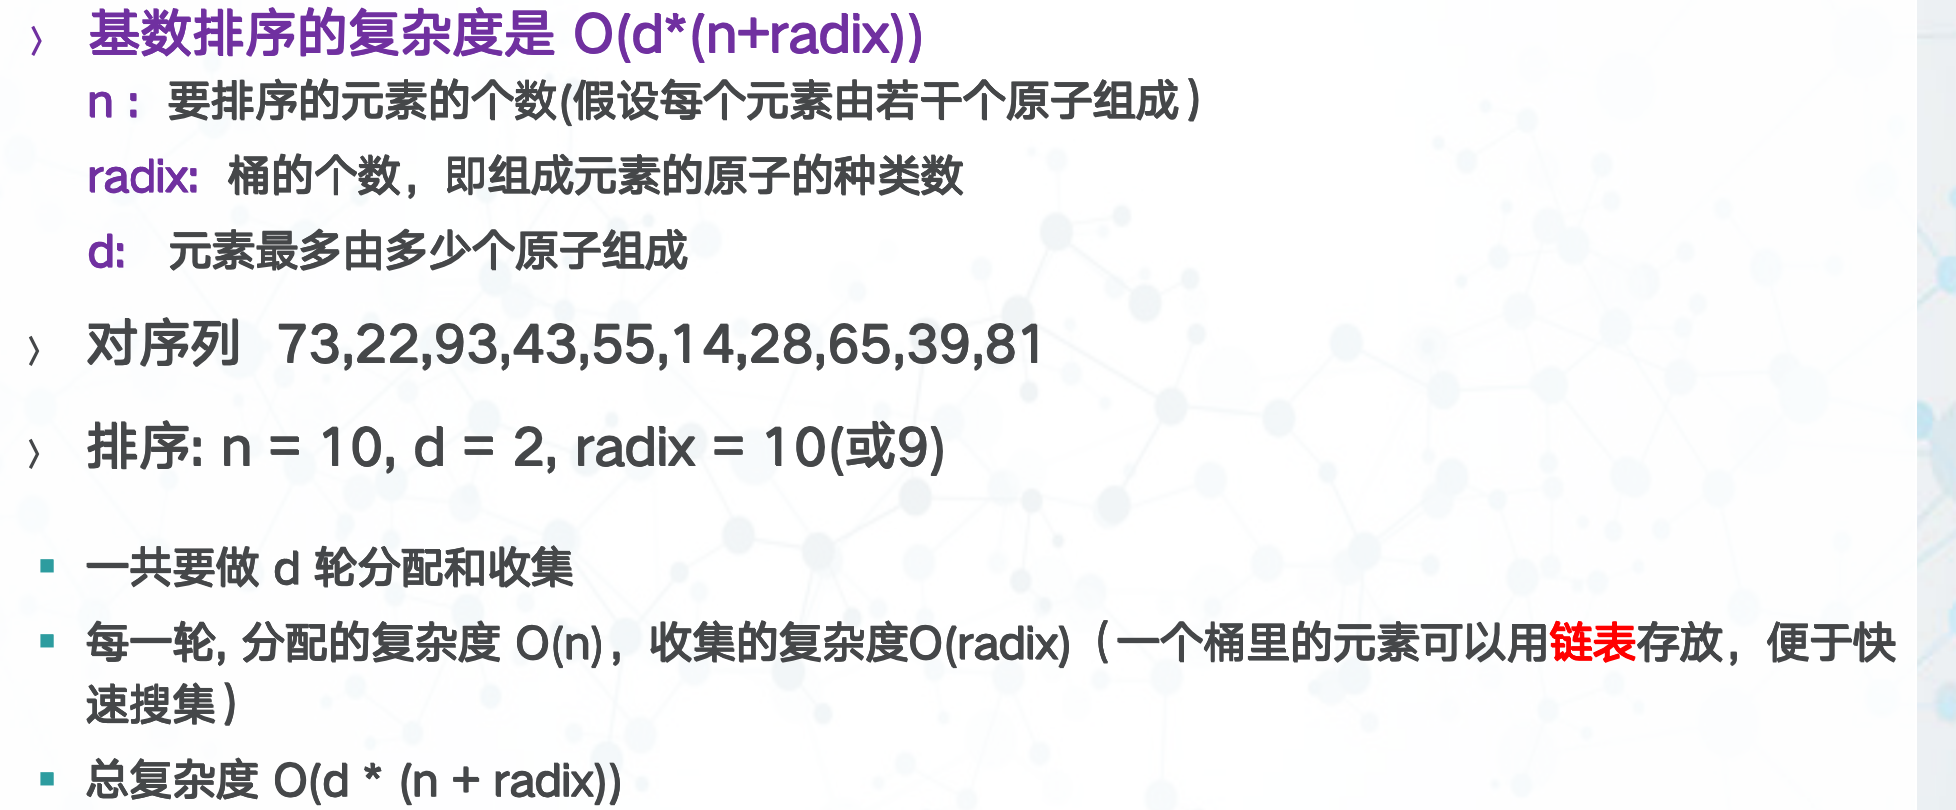 〉 基数排序的复杂度是 O(d*(n+radix))
n： 要排序的元素的个数(假设每个元素由若干个原子组成）
radix: 桶的个数，即组成元素的原子的种类数
d: 元素最多由多少个原子组成
〉 对序列 73,22,93,43,55,14,28,65,39,81
〉 排序: n = 10, d = 2, radix = 10(或9)
▪ 一共要做 d 轮分配和收集
▪ 每一轮, 分配的复杂度 O(n)，收集的复杂度O(radix)（一个桶里的元素可以用链表存放，便于快
速搜集）
▪ 总复杂度 O(d * (n + radix))